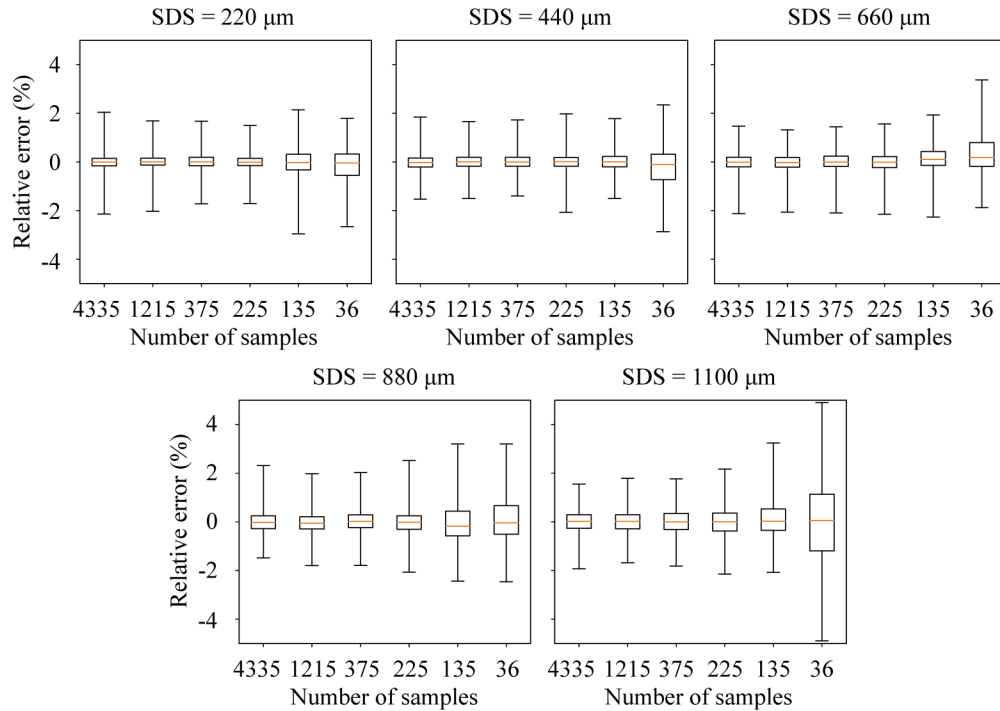 SDS = 220 μm
SDS = 440 μm
SDS = 660 μm
Relative error (%)
4
2
0
-2
-4
4335 1215 375 225 135 36
4335 1215 375 225 135 36
4335 1215 375 225 135 36
Number of samples
Number of samples
Number of samples
SDS = 880 μm
SDS = 1100 μm
Relative error (%)
4
2
0
-2
-4
4335 1215 375 225 135 36
4335 1215 375 225 135 36
Number of samples
Number of samples